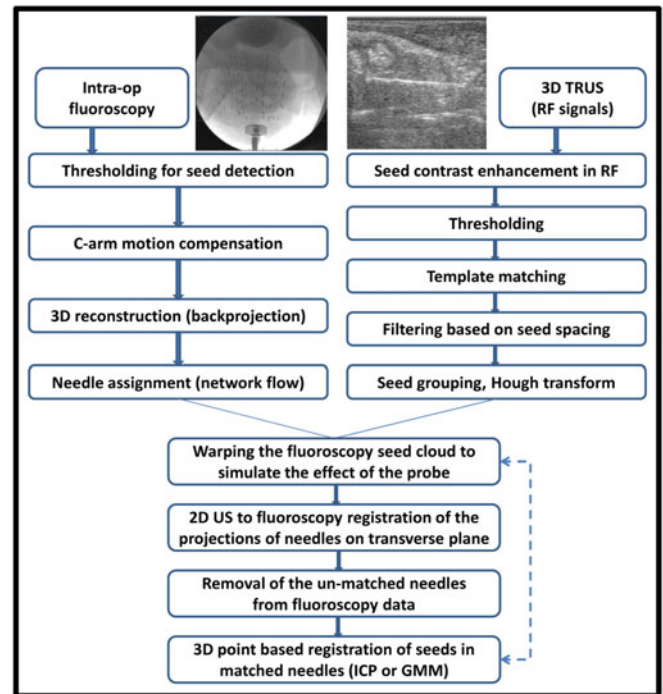 Intra-op
fluoroscopy
3D TRUS
(RF signals)
Thresholding for seed detection
C-arm motion compensation
3D reconstruction (backprojection)
Needle assignment (network flow)
Seed contrast enhancement in RF
Thresholding
Template matching
Filtering based on seed spacing
Seed grouping, Hough transform
Warping the fluoroscopy seed cloud to
simulate the effect of the probe
2D US to fluoroscopy registration of the
projections of needles on transverse plane
Removal of the un-matched needles
from fluoroscopy data
3D point based registration of seeds in
matched needles (ICP or GMM)